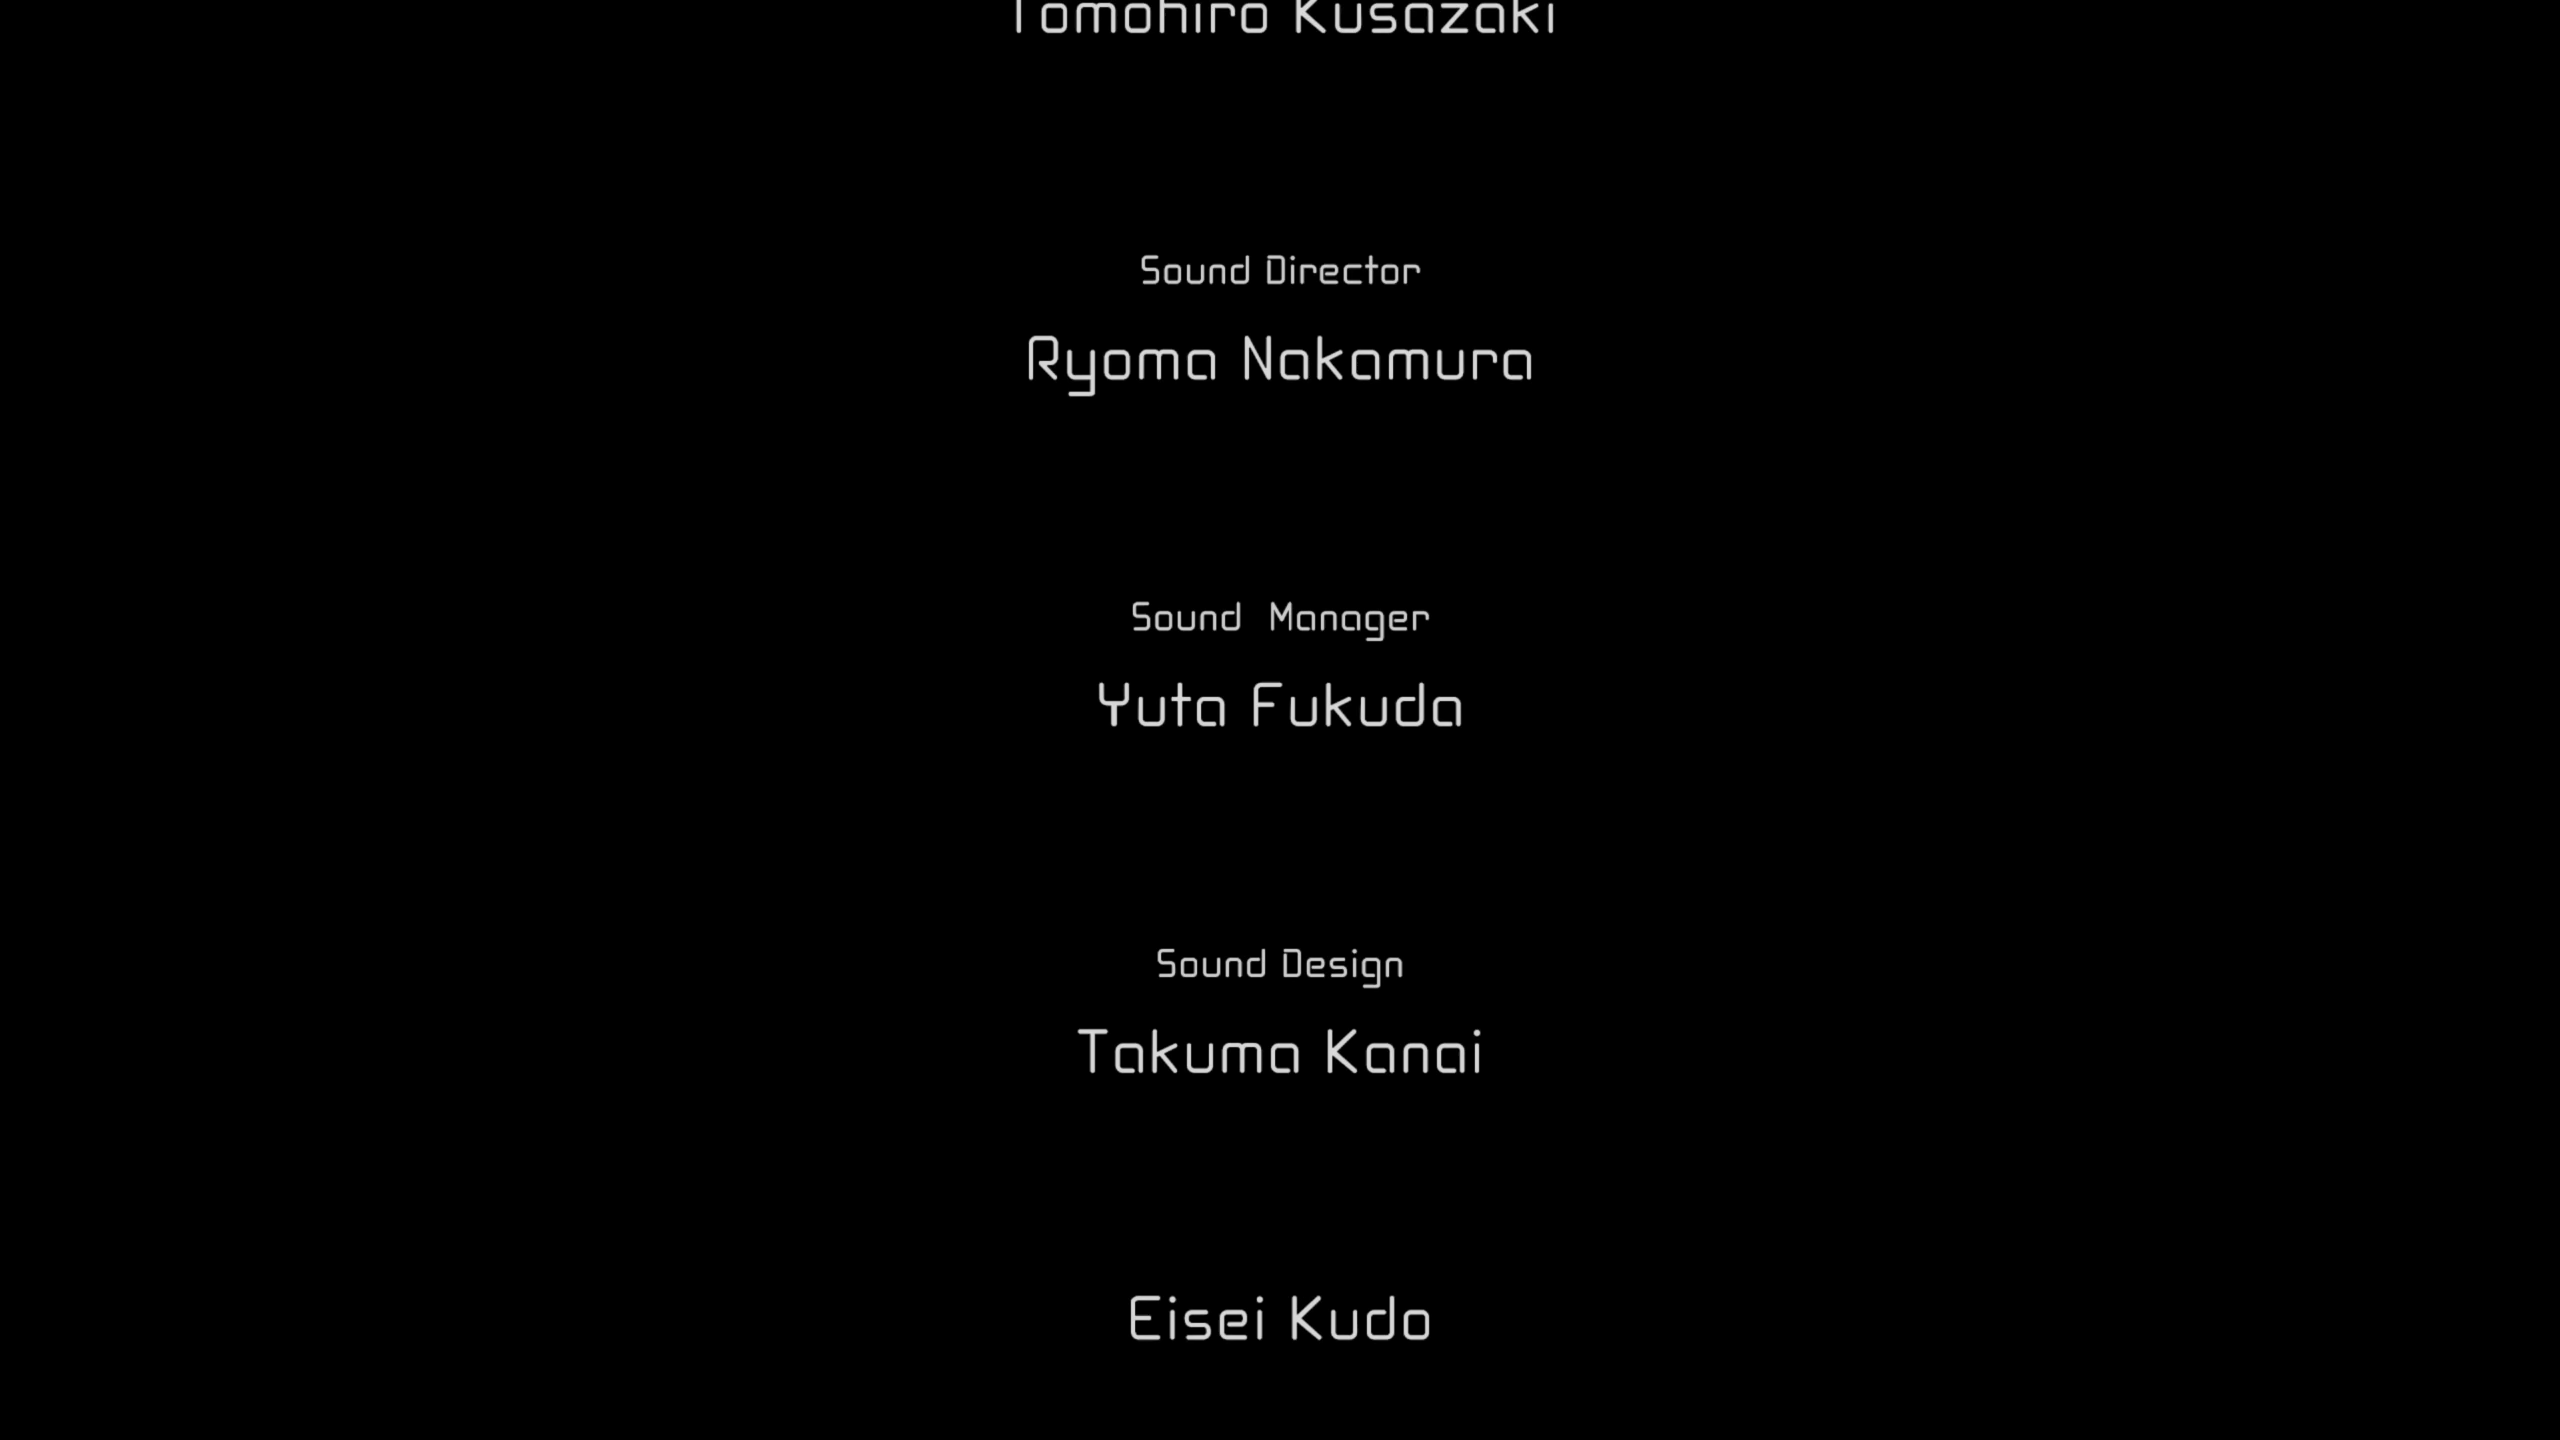 Tomohiro Kusazaki
Sound Director
Ryoma Nakamura
Sound Manager
Yuta Fukuda
Sound Design
Takuma Kanai
Eisei Kudo